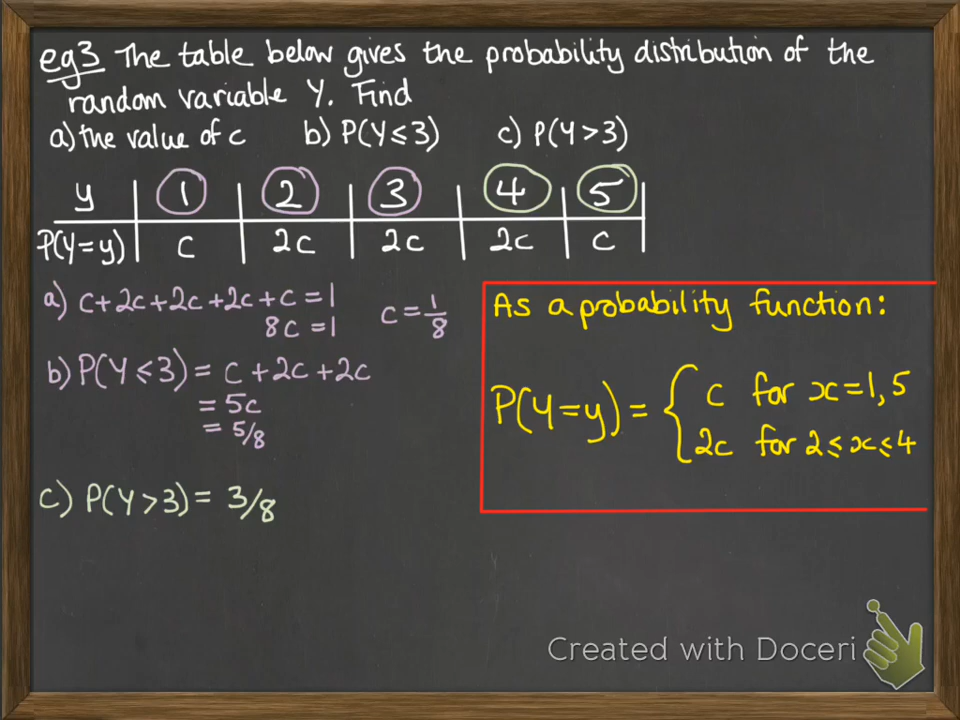 eg3 The table below gives the probability distribution of the
random variable Y. Find
a) the value of c b) P(Y≤3) c) P(Y>3)
y 1 2 3 4 5
P(Y=y) c 2c 2c 2c c
a) c+2c+2c+2c+c=1
8c=1 c=1/8
b) P(Y≤3) = c+2c+2c
= 5c
= 5/8
c) P(Y>3) = 3/8
As a probability function:
P(Y=y) = { c for x=1,5
2c for 2≤x≤4
Created with Doceri